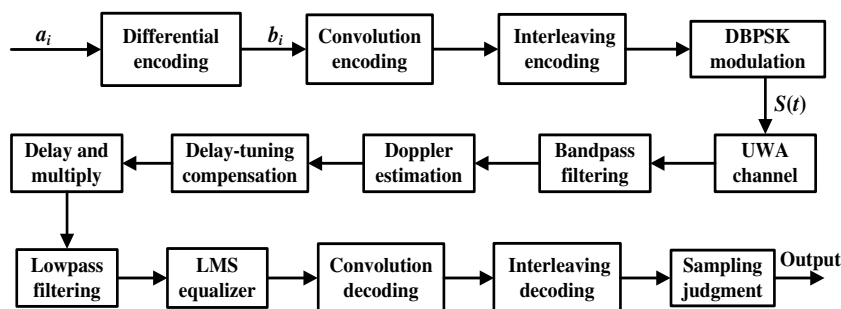 a_i
Differential
encoding
b_i
Convolution
encoding
Interleaving
encoding
DBPSK
modulation
S(t)
Delay and
multiply
Delay-tuning
compensation
Doppler
estimation
Bandpass
filtering
UWA
channel
Lowpass
filtering
LMS
equalizer
Convolution
decoding
Interleaving
decoding
Sampling
judgment
Output